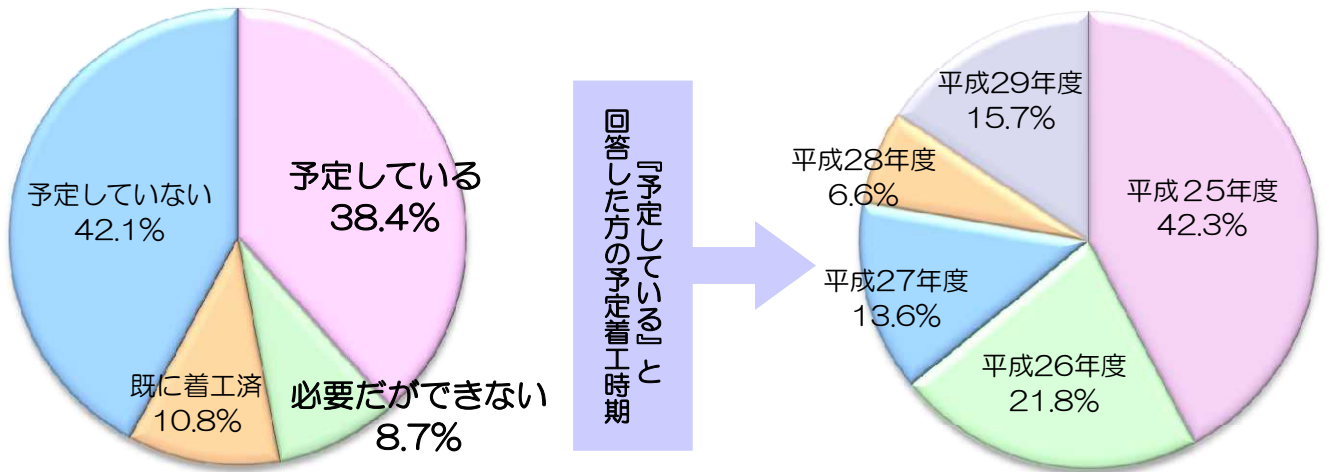 予定している
38.4%
必要だができない
8.7%
既に着工済
10.8%
予定していない
42.1%
『予定している』と
回答した方の予定着工時期
平成25年度
42.3%
平成26年度
21.8%
平成27年度
13.6%
平成28年度
6.6%
平成29年度
15.7%